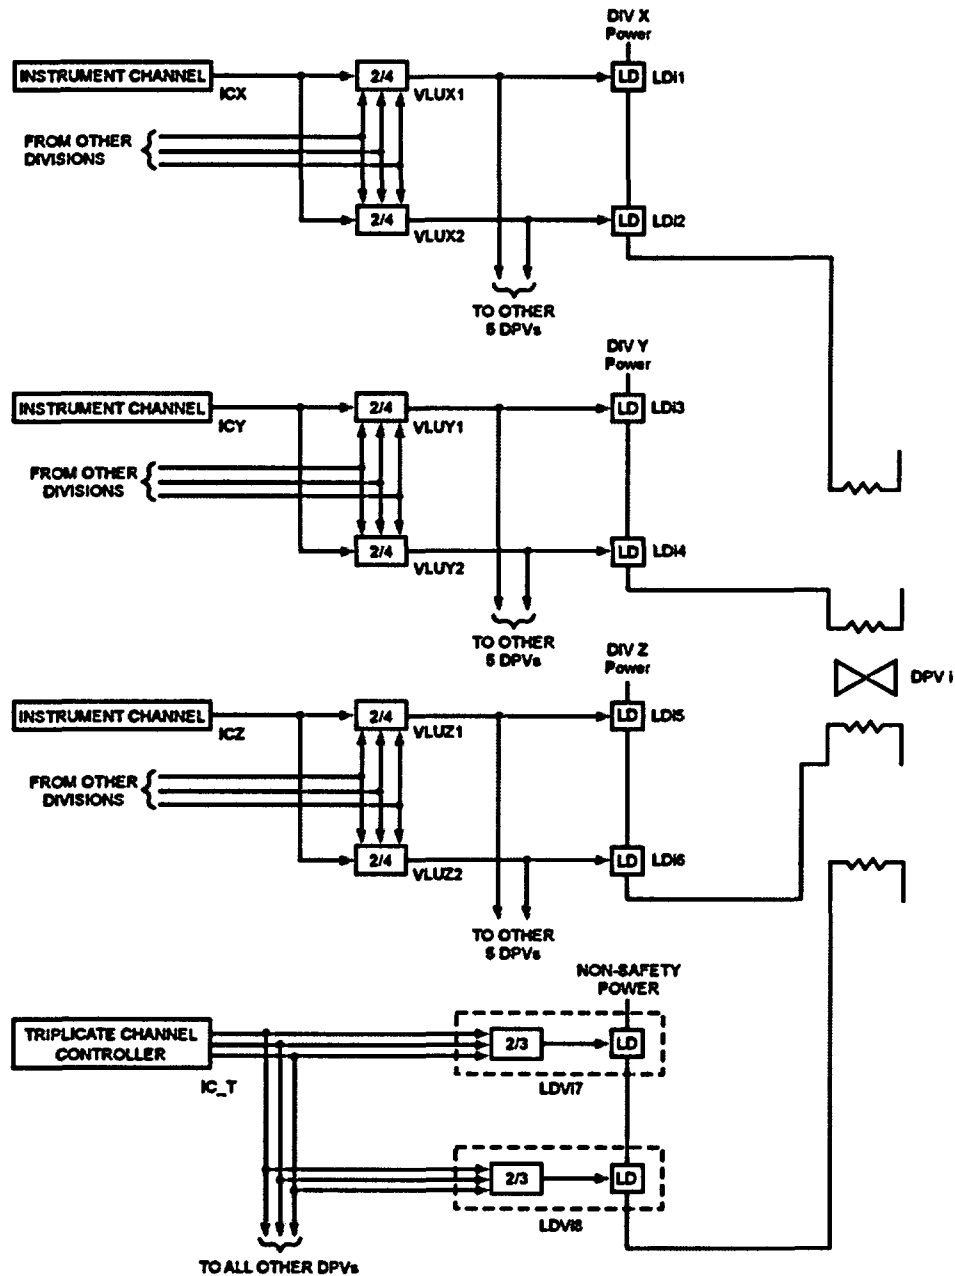 DIV X
Power
INSTRUMENT CHANNEL
ICX
2/4
VLUX1
LD
LDi1
FROM OTHER
DIVISIONS
2/4
VLUX2
LD
LDi2
TO OTHER
5 DPVs
DIV Y
Power
INSTRUMENT CHANNEL
ICY
2/4
VLUY1
LD
LDi3
FROM OTHER
DIVISIONS
2/4
VLUY2
LD
LDi4
TO OTHER
5 DPVs
DIV Z
Power
DPV i
INSTRUMENT CHANNEL
ICZ
2/4
VLUZ1
LD
LDi5
FROM OTHER
DIVISIONS
2/4
VLUZ2
LD
LDi6
TO OTHER
5 DPVs
NON-SAFETY
POWER
TRIPLICATE CHANNEL
CONTROLLER
IC_T
2/3
LD
LDVi7
2/3
LD
LDVi8
TO ALL OTHER DPVs